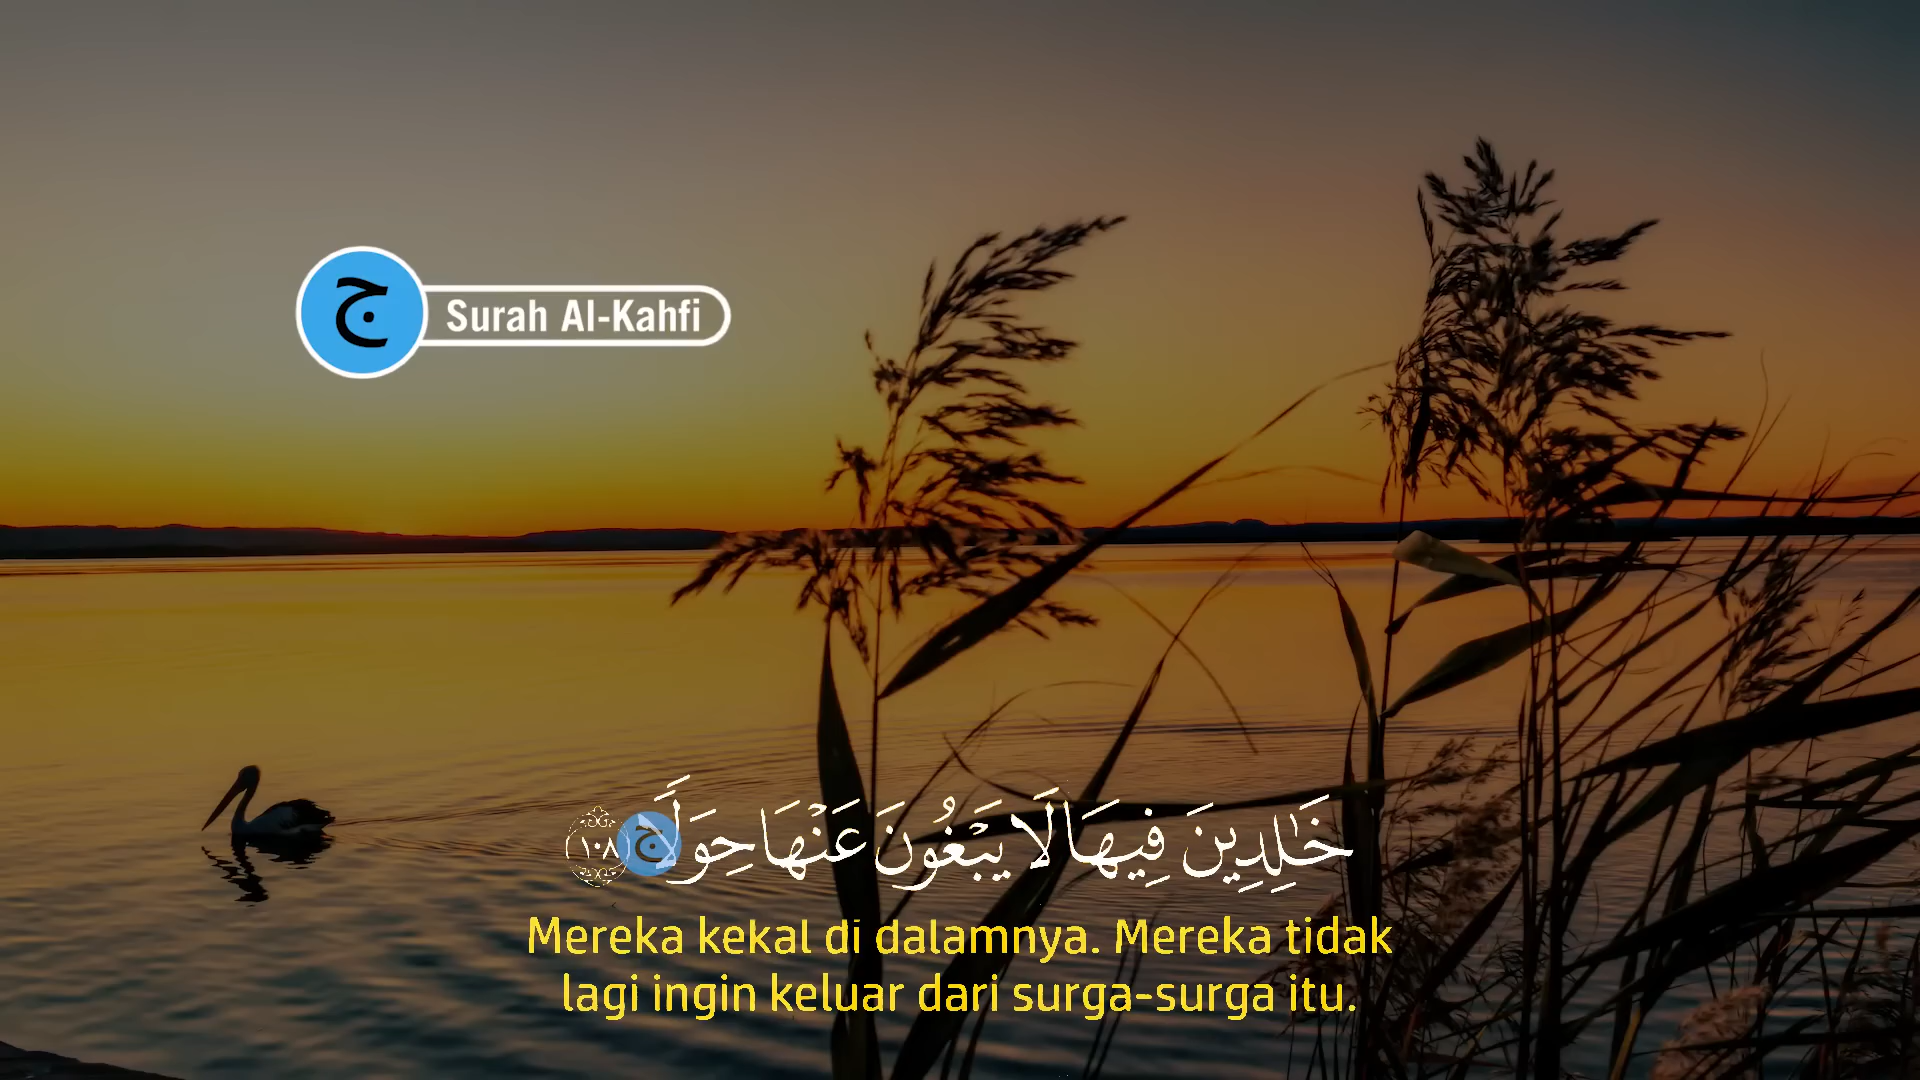 ج
Surah Al-Kahfi
خَٰلِدِينَ فِيهَا لَا يَبْغُونَ عَنْهَا حِوَلًا ج ١٠٨
Mereka kekal di dalamnya. Mereka tidak
lagi ingin keluar dari surga-surga itu.